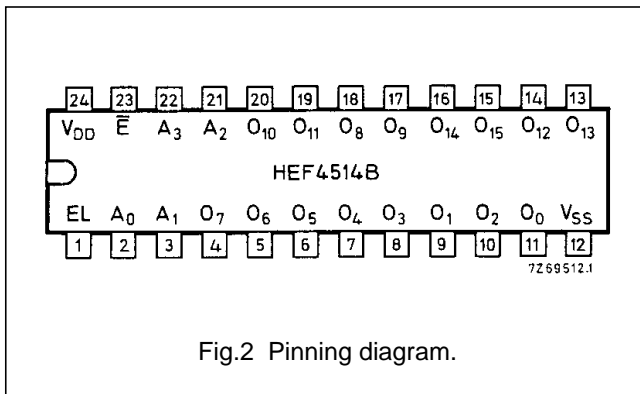 24 23 22 21 20 19 18 17 16 15 14 13
V_DD E̅ A₃ A₂ O₁₀ O₁₁ O₈ O₉ O₁₄ O₁₅ O₁₂ O₁₃
HEF4514B
EL A₀ A₁ O₇ O₆ O₅ O₄ O₃ O₁ O₂ O₀ V_SS
1 2 3 4 5 6 7 8 9 10 11 12
7Z69512.1
Fig.2 Pinning diagram.